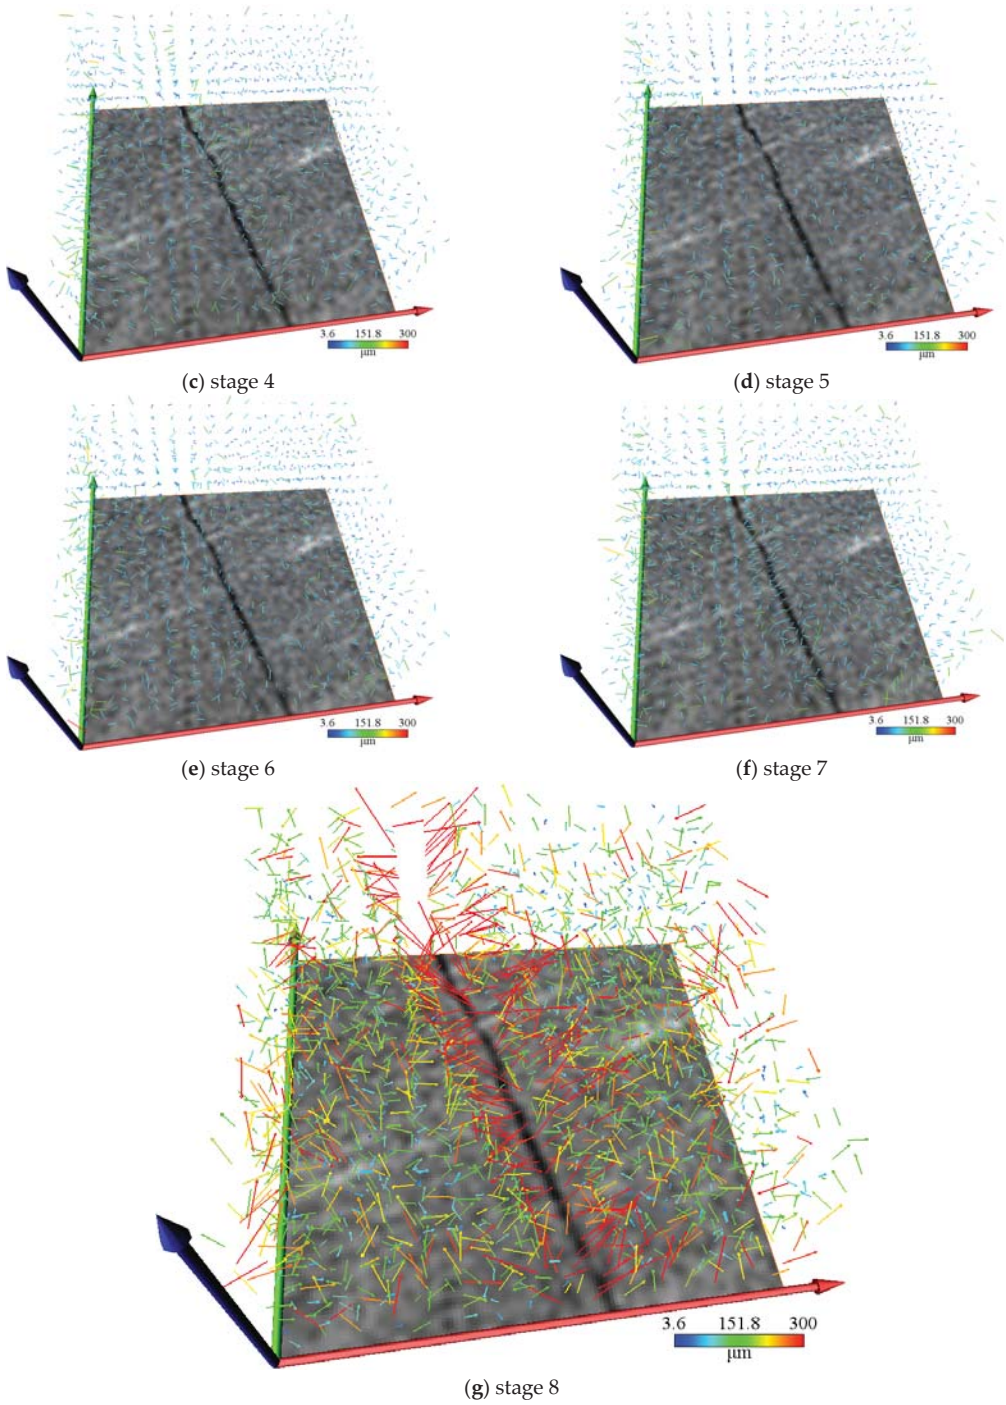 3.6 151.8 300
μm
(c) stage 4
3.6 151.8 300
μm
(d) stage 5
3.6 151.8 300
μm
(e) stage 6
3.6 151.8 300
μm
(f) stage 7
3.6 151.8 300
μm
(g) stage 8